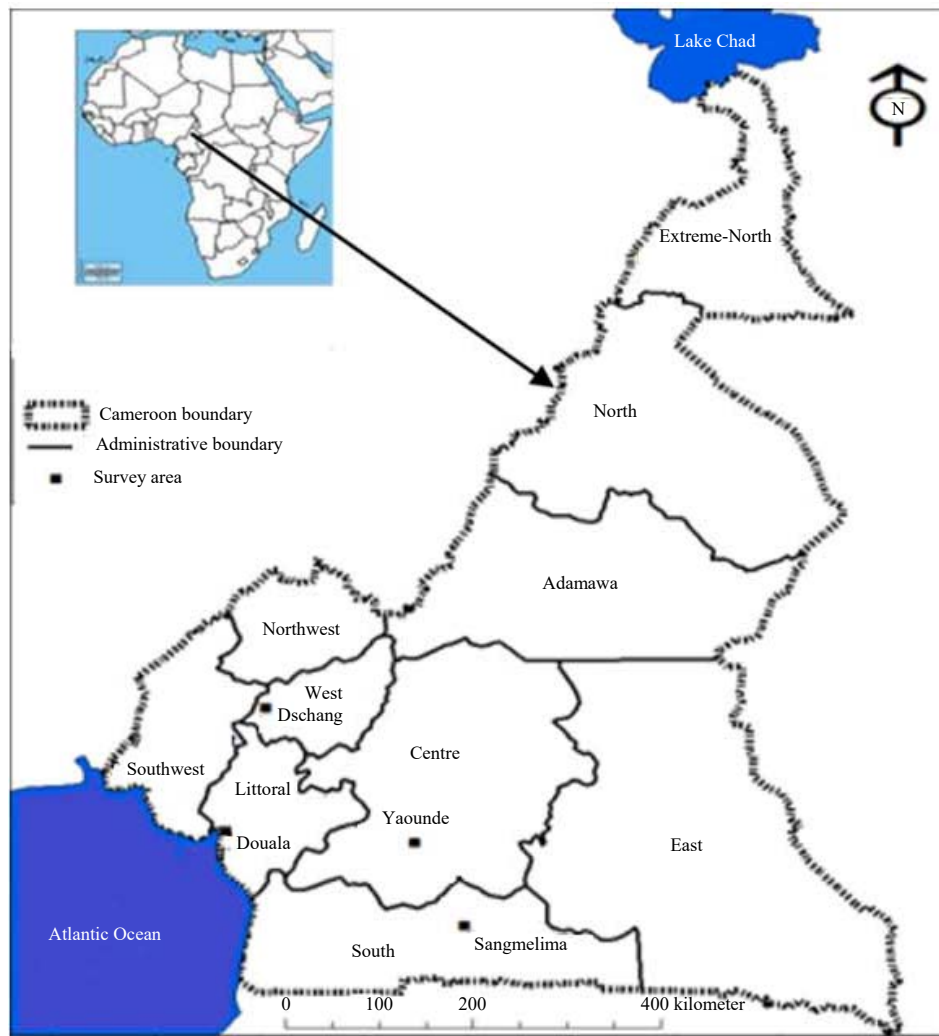 Lake Chad
N
Extreme-North
Cameroon boundary
Administrative boundary
Survey area
North
Adamawa
Northwest
West
Dschang
Southwest
Centre
Littoral
Yaounde
Douala
East
Atlantic Ocean
South
Sangmelima
0 100 200 400 kilometer